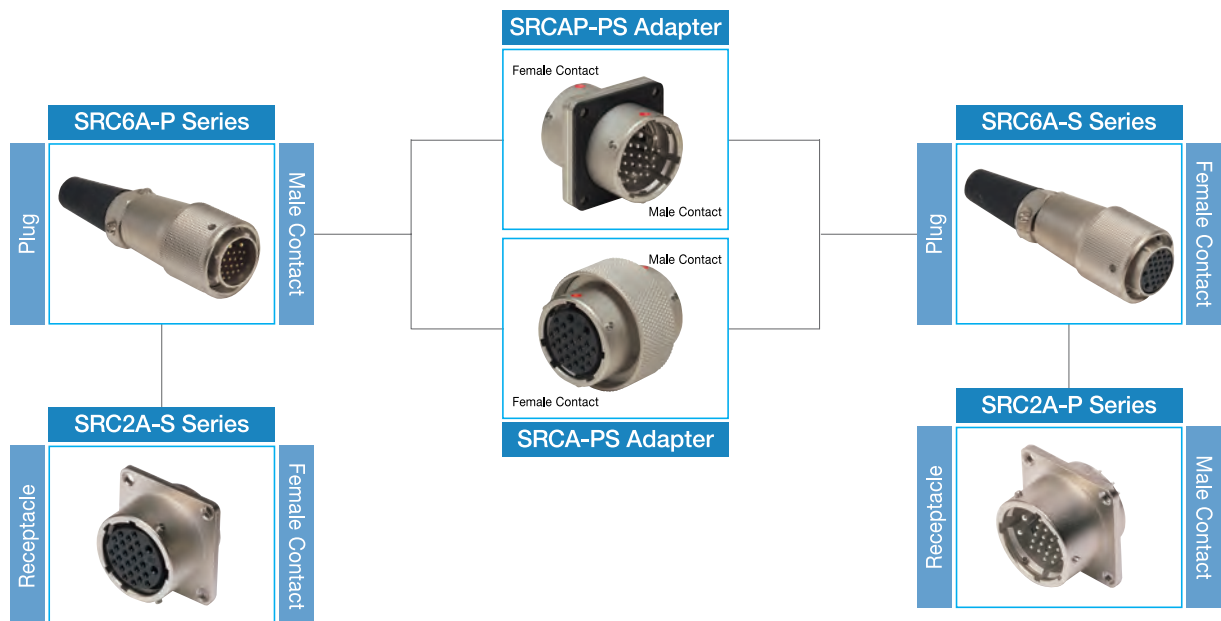 SRCAP-PS Adapter
Female Contact
Male Contact
SRC6A-P Series
Plug
Male Contact
SRC6A-S Series
Plug
Female Contact
Male Contact
Female Contact
SRCA-PS Adapter
SRC2A-S Series
Receptacle
Female Contact
SRC2A-P Series
Receptacle
Male Contact